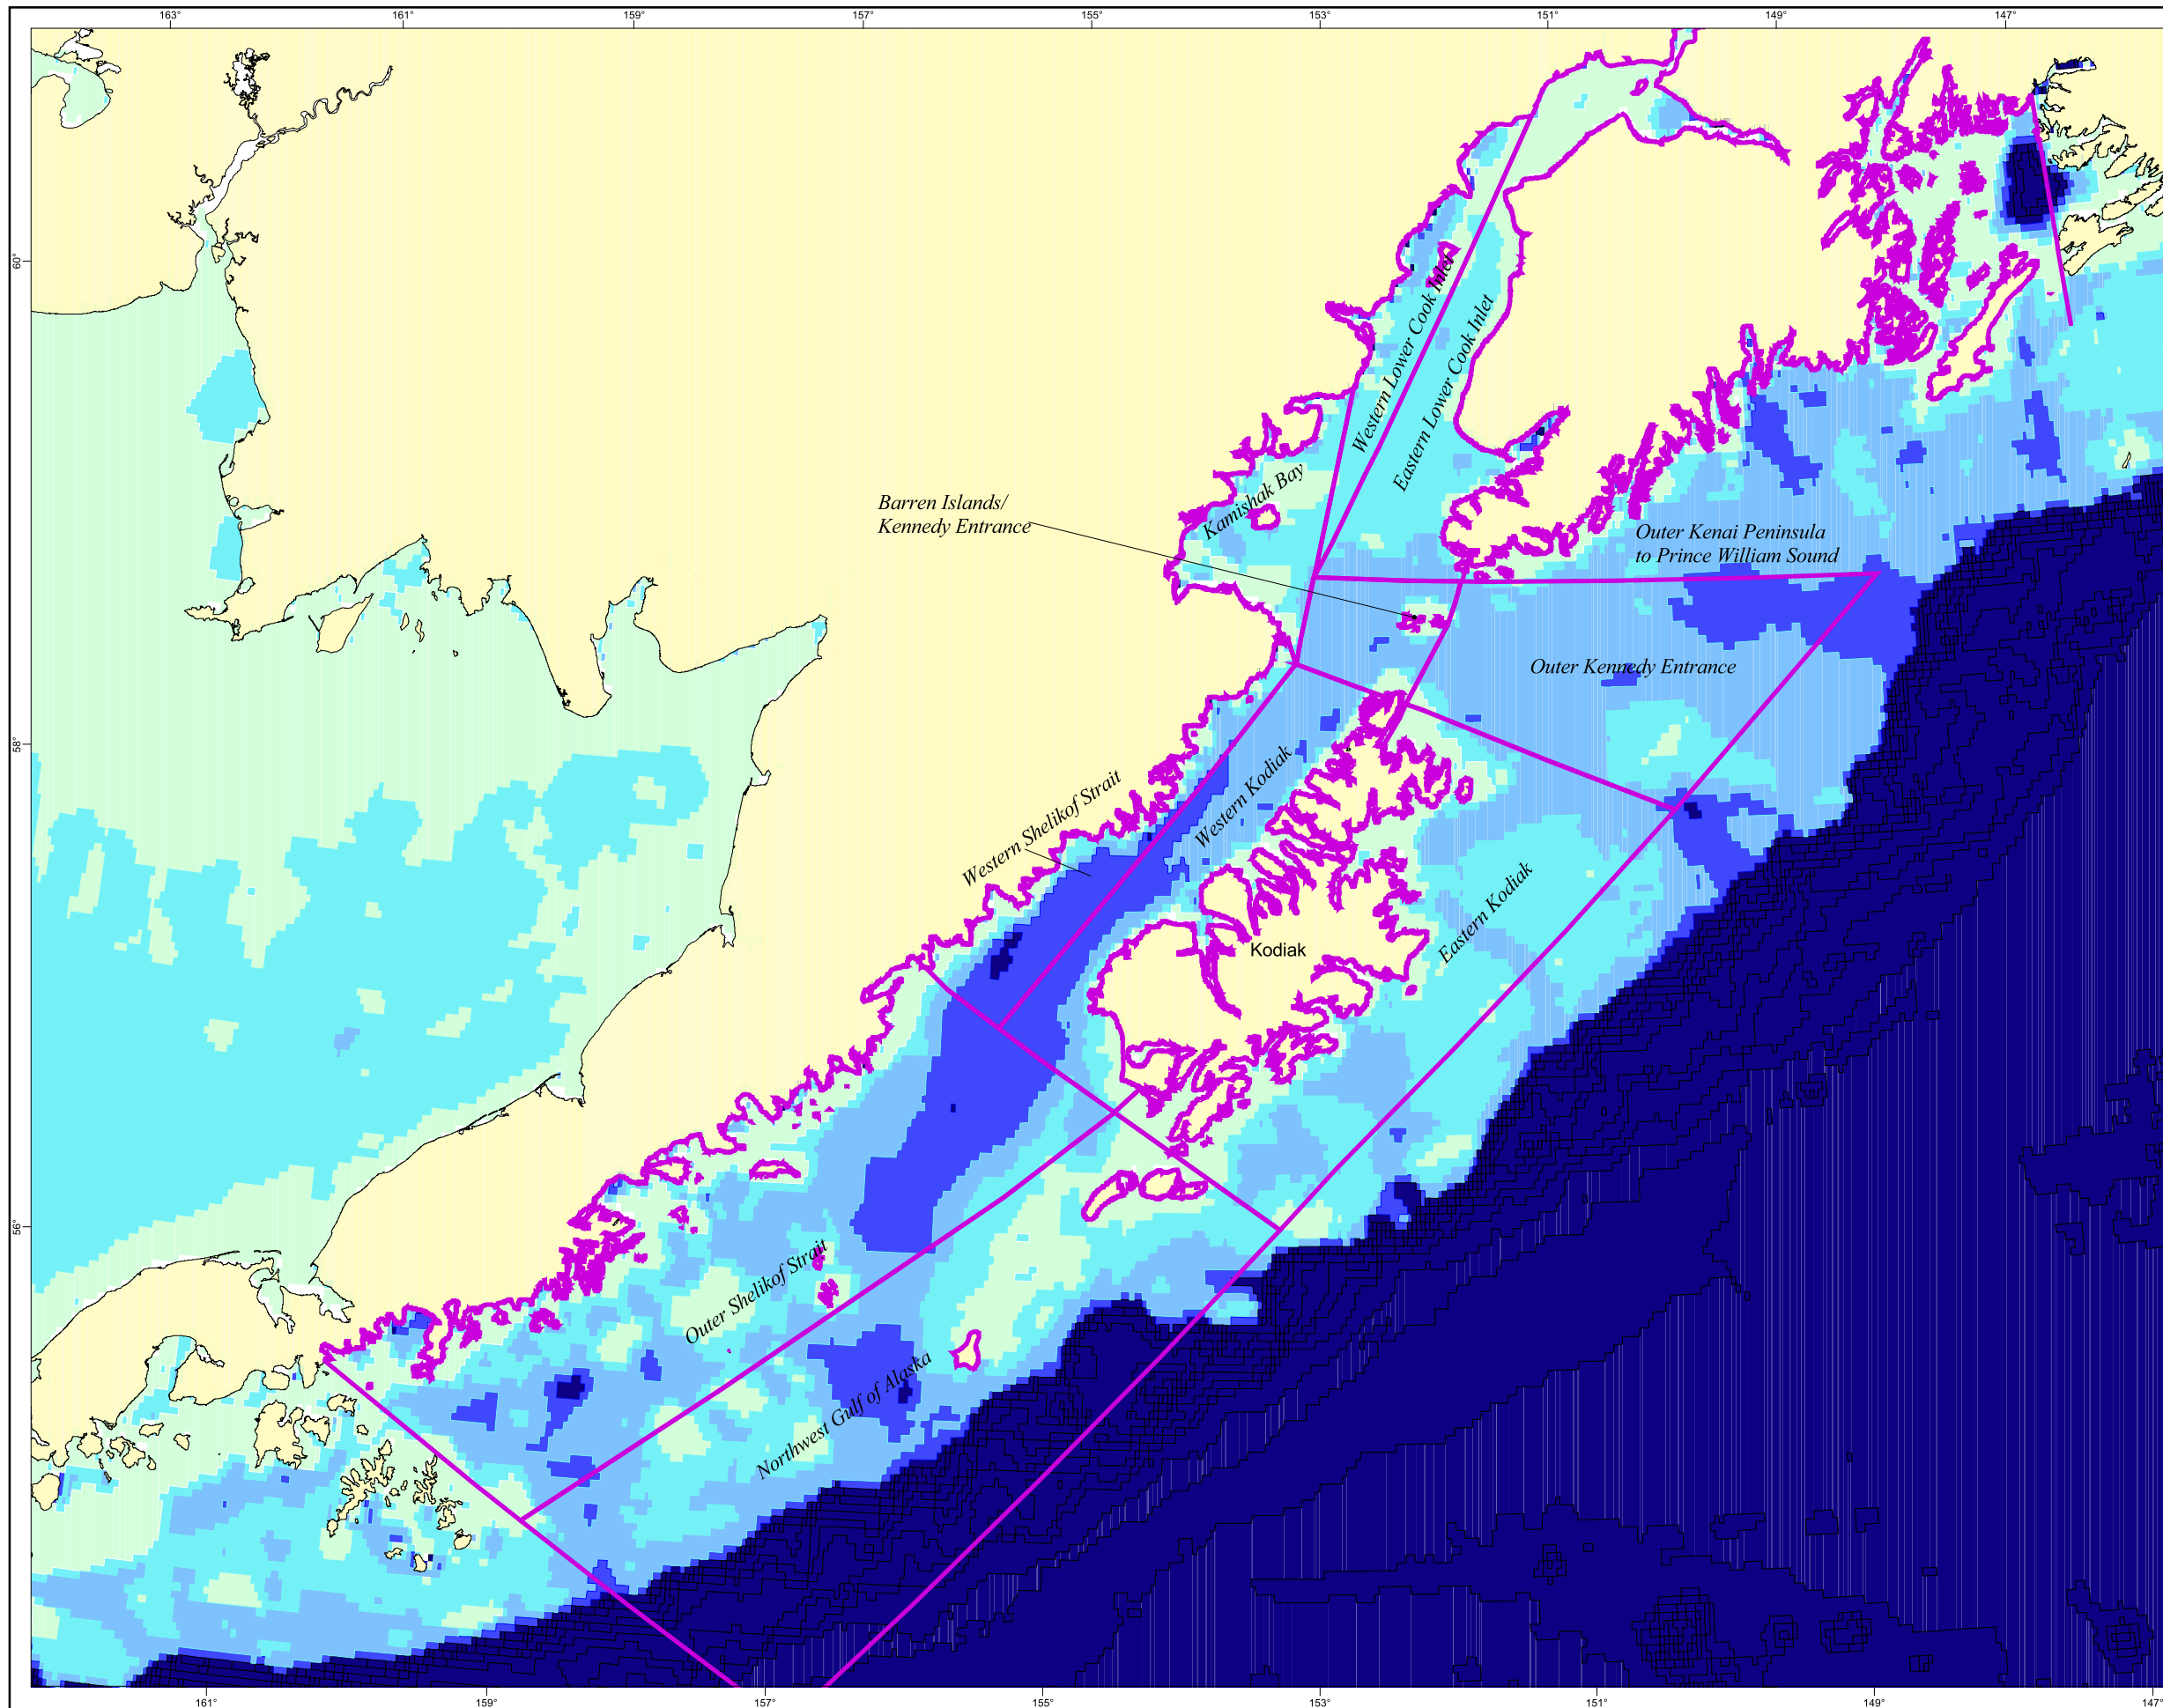 163° 161° 159° 157° 155° 153° 151° 149° 147°
60°
58°
56°
Western Lower Cook Inlet
Eastern Lower Cook Inlet
Kamishak Bay
Barren Islands/
Kennedy Entrance
Outer Kenai Peninsula
to Prince William Sound
Outer Kennedy Entrance
Western Shelikof Strait
Western Kodiak
Eastern Kodiak
Kodiak
Outer Shelikof Strait
Northwest Gulf of Alaska
161° 159° 157° 155° 153° 151° 149° 147°